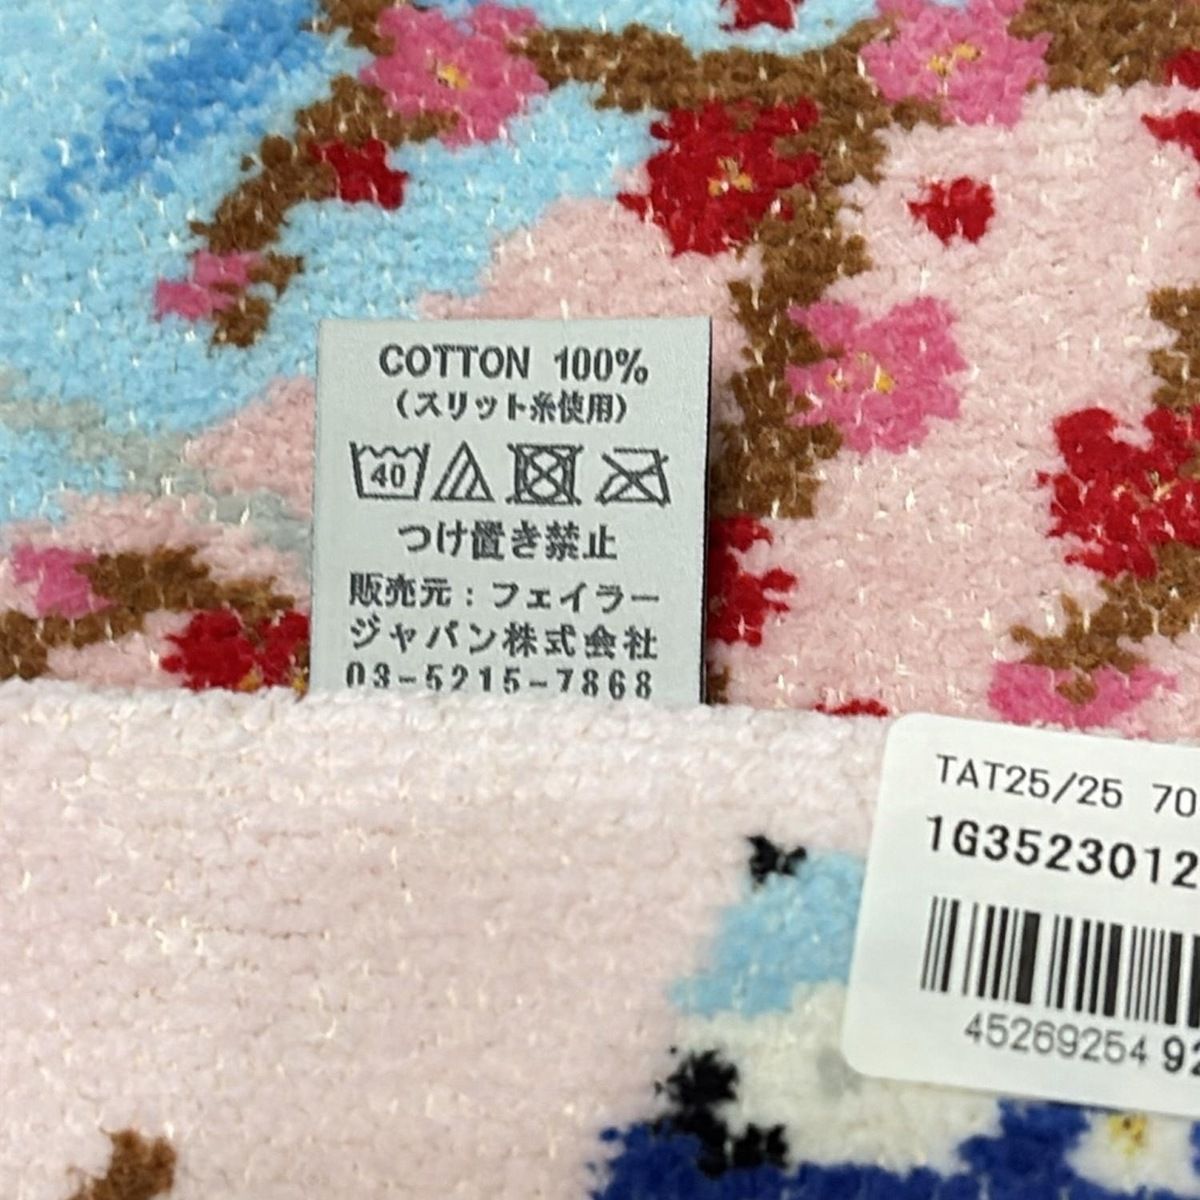 COTTON 100%
（スリット糸使用）
40
つけ置き禁止
販売元：フェイラー
ジャパン株式会社
03-5215-7868
TAT25/25 70
1G3523012
45269254 92